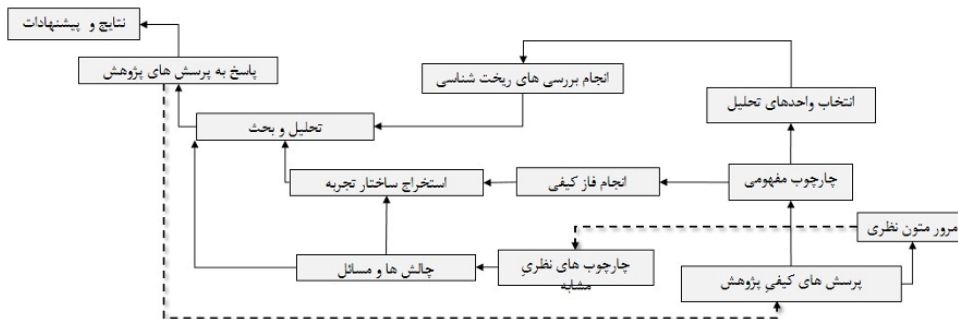 نتایج و پیشنهادات
پاسخ به پرسش های پژوهش
انجام بررسی های ریخت شناسی
انتخاب واحدهای تحلیل
تحلیل و بحث
استخراج ساختار تجربه
انجام فاز کیفی
چارچوب مفهومی
مرور متون نظری
چالش ها و مسائل
چارچوب های نظریِ
مشابه
پرسش های کیفیِ پژوهش